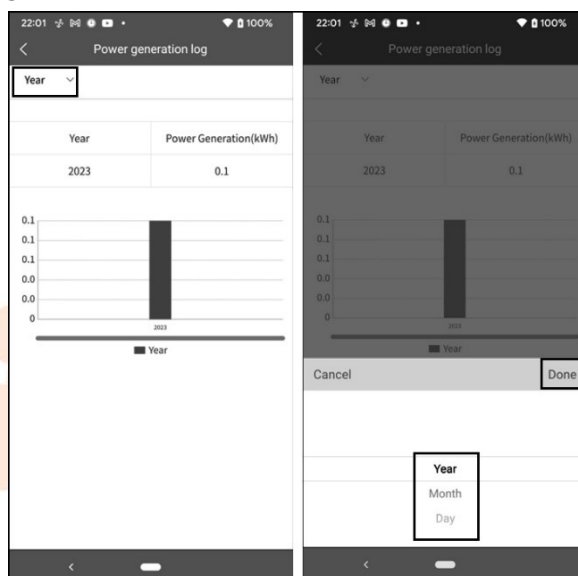 22:01 100%
Power generation log
Year
Year Power Generation(kWh)
2023 0.1
0.1
0.1
0.1
0.0
0.0
0
2023
Year
22:01 100%
Power generation log
Year
Year Power Generation(kWh)
2023 0.1
0.1
0.1
0.1
0.0
0.0
0
2023
Year
Cancel Done
Year
Month
Day